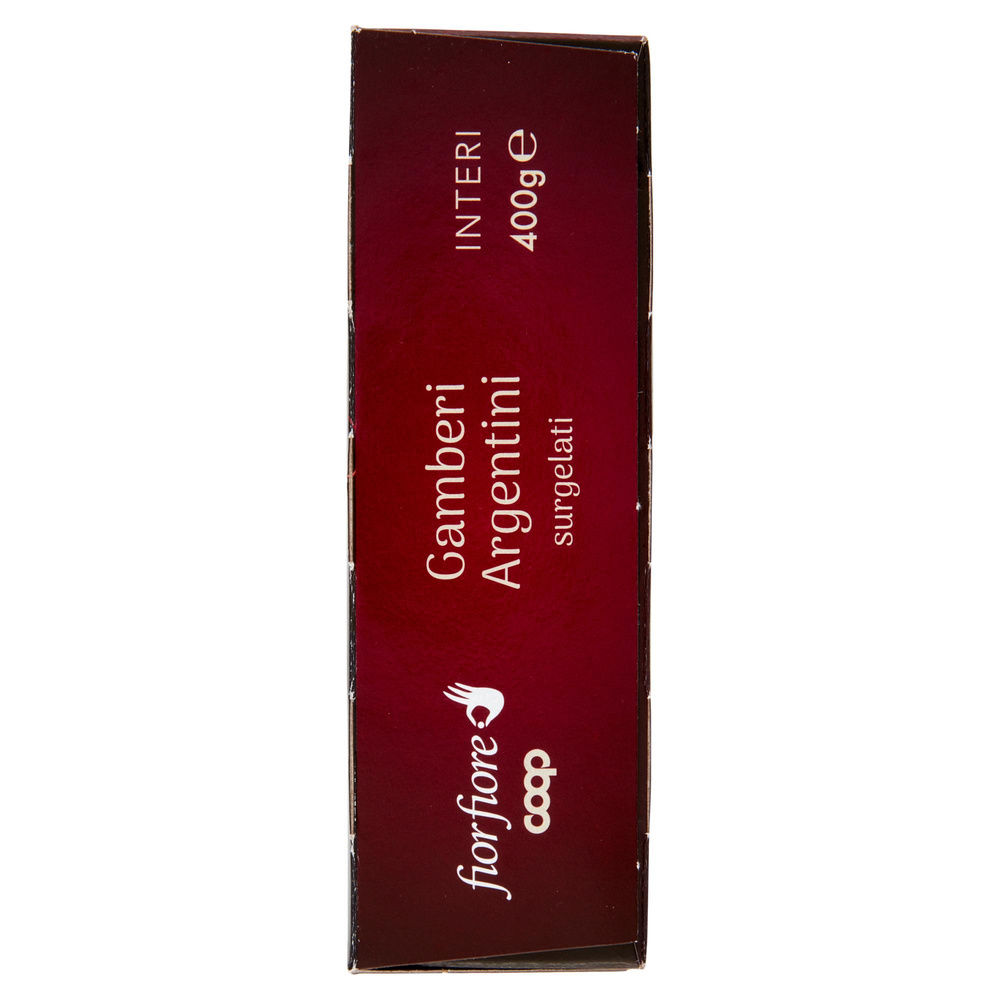 fiorfiore
coop
Gamberi
Argentini
surgelati
INTERI
400g e